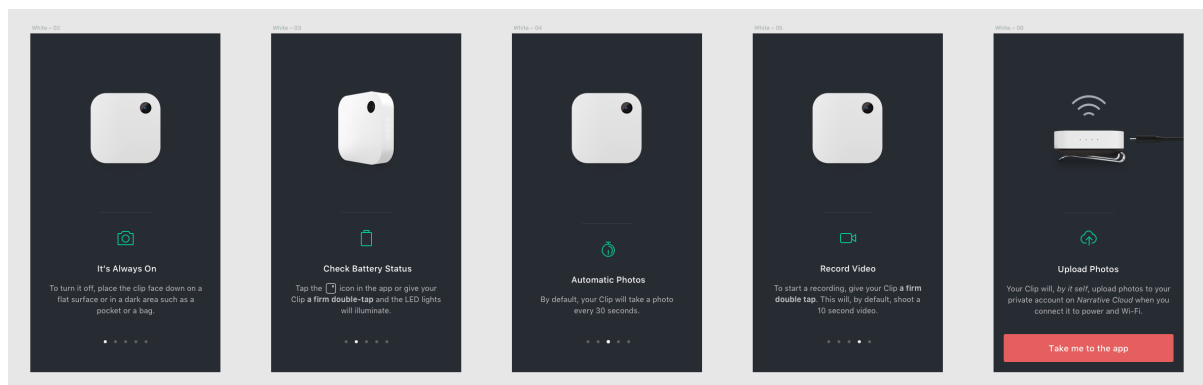 White – 02
It's Always On
To turn it off, place the clip face down on a
flat surface or in a dark area such as a
pocket or a bag.
White – 03
Check Battery Status
Tap the icon in the app or give your
Clip a firm double-tap and the LED lights
will illuminate.
White – 04
Automatic Photos
By default, your Clip will take a photo
every 30 seconds.
White – 05
Record Video
To start a recording, give your Clip a firm
double tap. This will, by default, shoot a
10 second video.
White – 06
Upload Photos
Your Clip will, by it self, upload photos to your
private account on Narrative Cloud when you
connect it to power and Wi-Fi.
Take me to the app